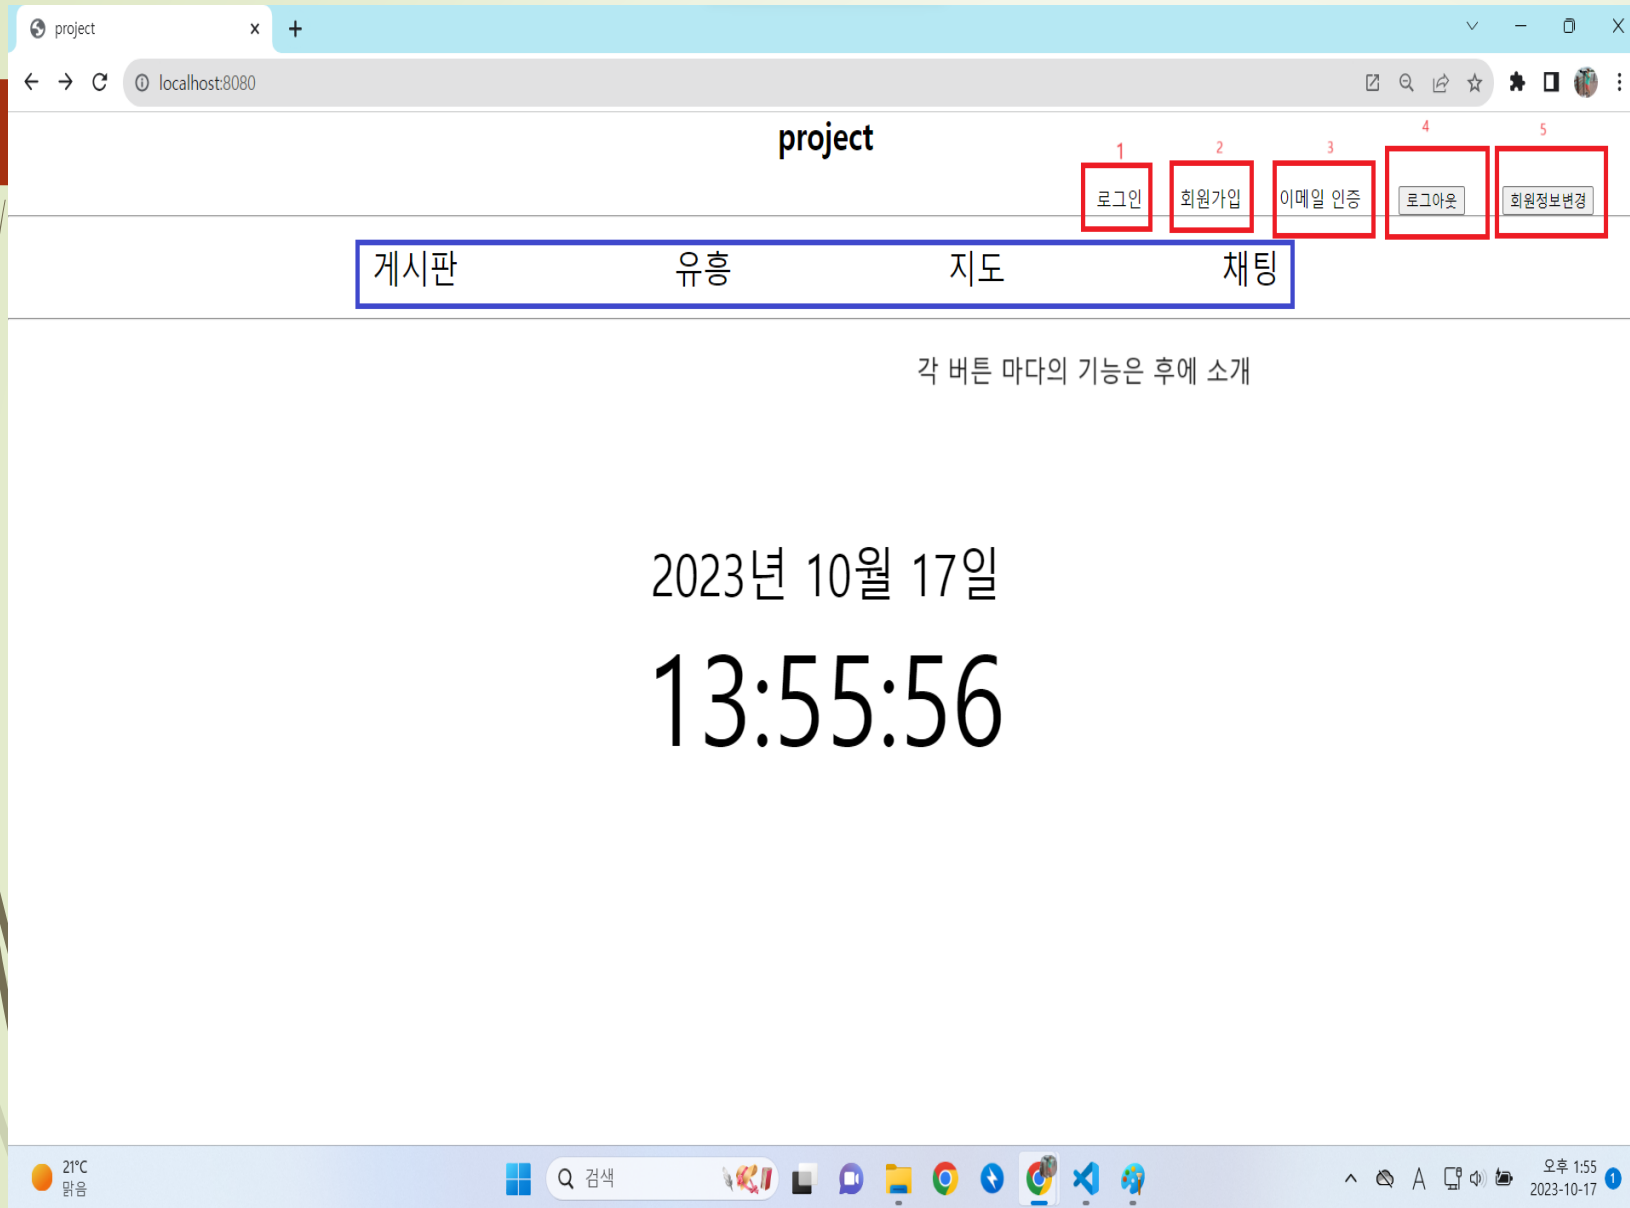 project
localhost:8080
project
1 2 3 4 5
로그인 회원가입 이메일 인증 로그아웃 회원정보변경
게시판 유흥 지도 채팅
각 버튼 마다의 기능은 후에 소개
2023년 10월 17일
13:55:56
21°C
맑음
검색
A
오후 1:55
2023-10-17
1